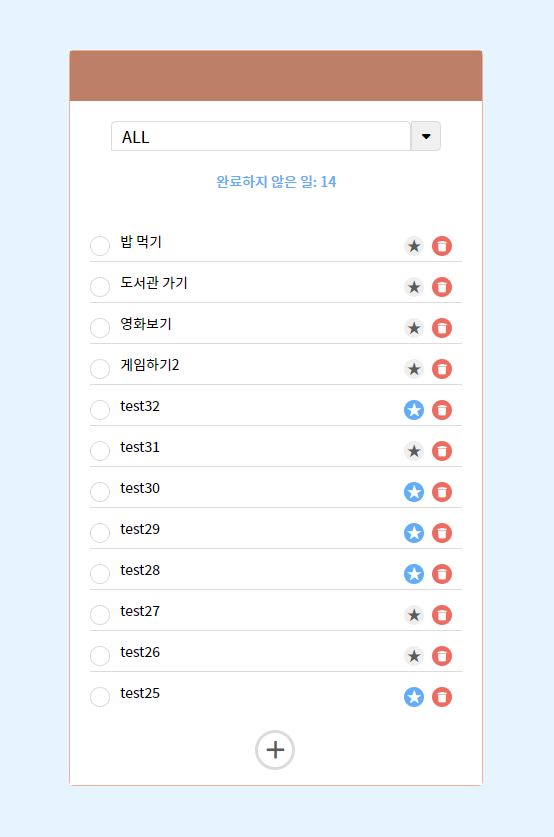 ALL
완료하지 않은 일: 14
밥 먹기
도서관 가기
영화보기
게임하기2
test32
test31
test30
test29
test28
test27
test26
test25